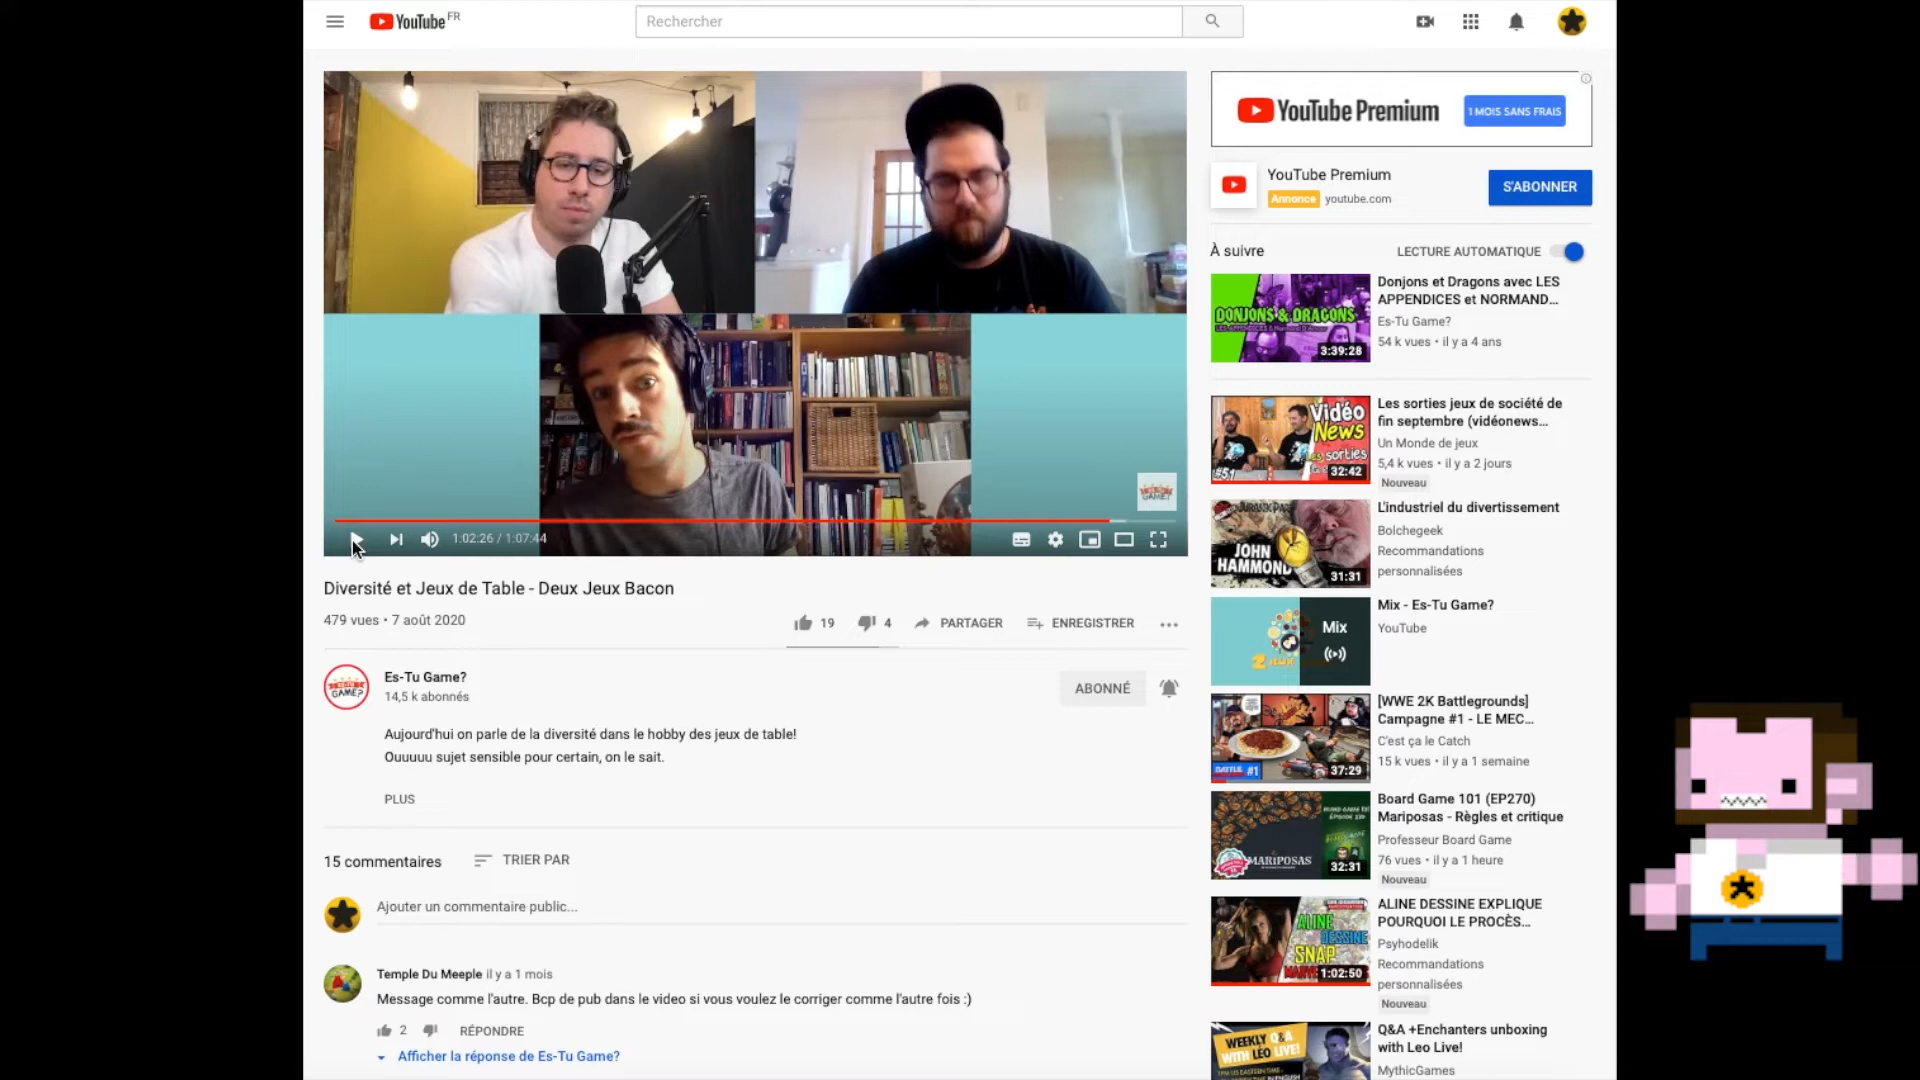 YouTube FR
Rechercher
YouTube Premium
1 MOIS SANS FRAIS
YouTube Premium
Annonce youtube.com
S'ABONNER
À suivre
LECTURE AUTOMATIQUE
DONJONS & DRAGONS
3:39:28
Donjons et Dragons avec LES
APPENDICES et NORMAND...
Es-Tu Game?
54 k vues • il y a 4 ans
Vidéo
News
les sorties
#51
32:42
Les sorties jeux de société de
fin septembre (vidéonews...
Un Monde de jeux
5,4 k vues • il y a 2 jours
Nouveau
JOHN
HAMMOND
31:31
L'industriel du divertissement
Bolchegeek
Recommandations
personnalisées
Mix
Mix - Es-Tu Game?
YouTube
BATTLE #1
37:29
[WWE 2K Battlegrounds]
Campagne #1 - LE MEC...
C'est ça le Catch
15 k vues • il y a 1 semaine
MARIPOSAS
32:31
Board Game 101 (EP270)
Mariposas - Règles et critique
Professeur Board Game
76 vues • il y a 1 heure
Nouveau
ALINE
DESSINE
SNAP
1:02:50
ALINE DESSINE EXPLIQUE
POURQUOI LE PROCÈS...
Psyhodelik
Recommandations
personnalisées
Nouveau
WEEKLY Q&A
WITH LÉO LIVE!
Q&A +Enchanters unboxing
with Leo Live!
MythicGames
GAME?
1:02:26 / 1:07:44
Diversité et Jeux de Table - Deux Jeux Bacon
479 vues • 7 août 2020
19
4
PARTAGER
ENREGISTRER
GAME?
Es-Tu Game?
14,5 k abonnés
ABONNÉ
Aujourd'hui on parle de la diversité dans le hobby des jeux de table!
Ouuuuu sujet sensible pour certain, on le sait.
PLUS
15 commentaires
TRIER PAR
Ajouter un commentaire public...
Temple Du Meeple il y a 1 mois
Message comme l'autre. Bcp de pub dans le video si vous voulez le corriger comme l'autre fois :)
2
RÉPONDRE
Afficher la réponse de Es-Tu Game?